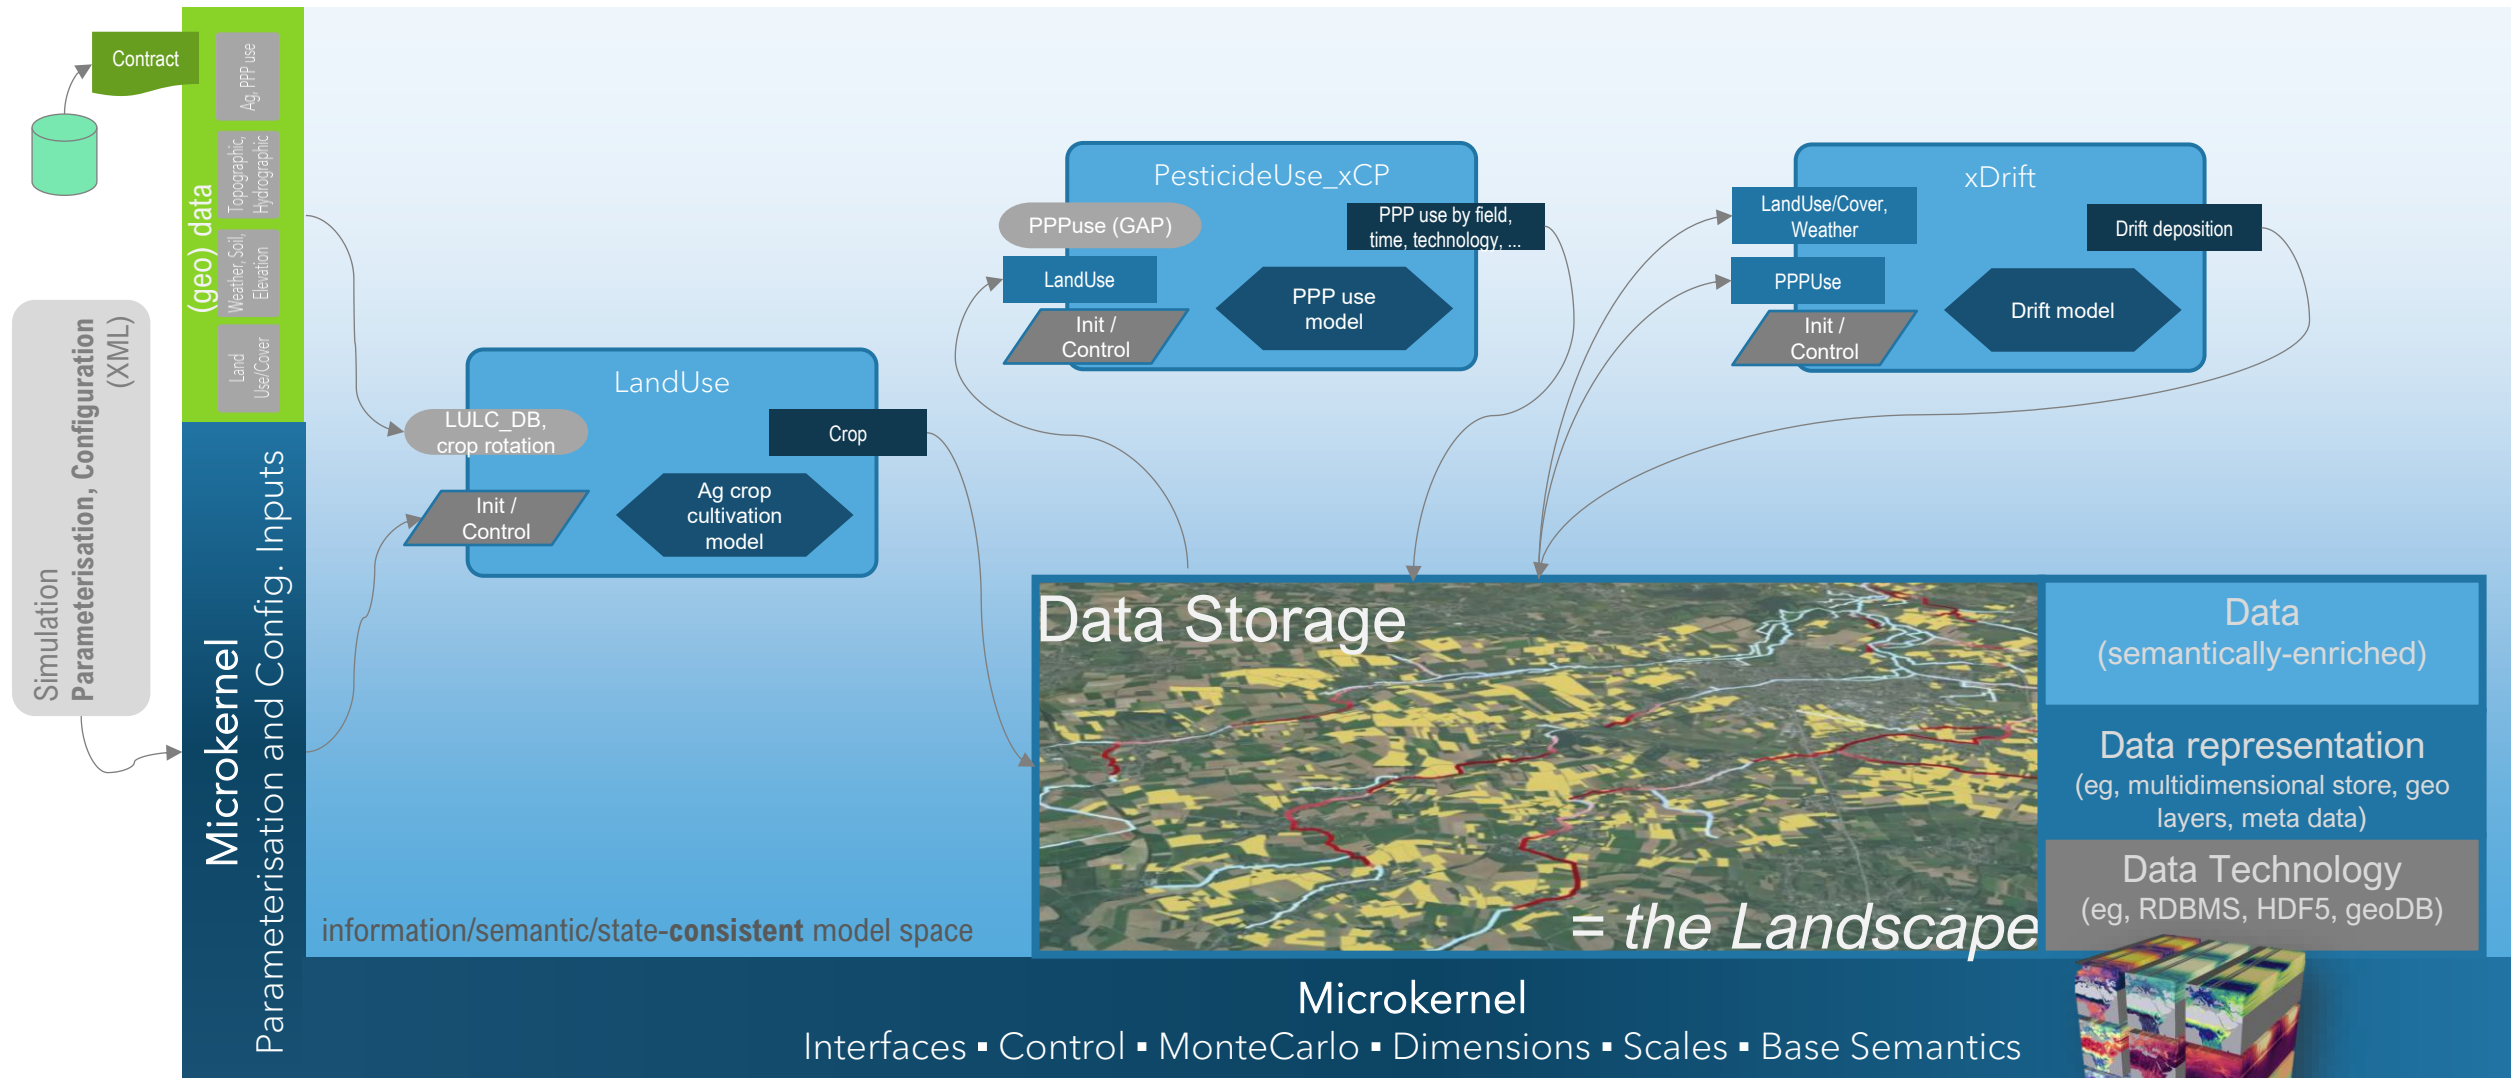 Contract
Ag, PPP use
Topographic,
Hydrographic
Weather, Soil,
Elevation
Land
Use/Cover
(geo) data
Simulation
Parameterisation, Configuration
(XML)
Microkernel
Parameterisation and Config. Inputs
LandUse
LULC_DB,
crop rotation
Crop
Init /
Control
Ag crop
cultivation
model
PesticideUse_xCP
PPPuse (GAP)
PPP use by field,
time, technology, ...
LandUse
Init /
Control
PPP use
model
xDrift
LandUse/Cover,
Weather
Drift deposition
PPPUse
Init /
Control
Drift model
Data Storage
= the Landscape
Data
(semantically-enriched)
Data representation
(eg, multidimensional store, geo
layers, meta data)
Data Technology
(eg, RDBMS, HDF5, geoDB)
information/semantic/state-consistent model space
Microkernel
Interfaces ▪ Control ▪ MonteCarlo ▪ Dimensions ▪ Scales ▪ Base Semantics